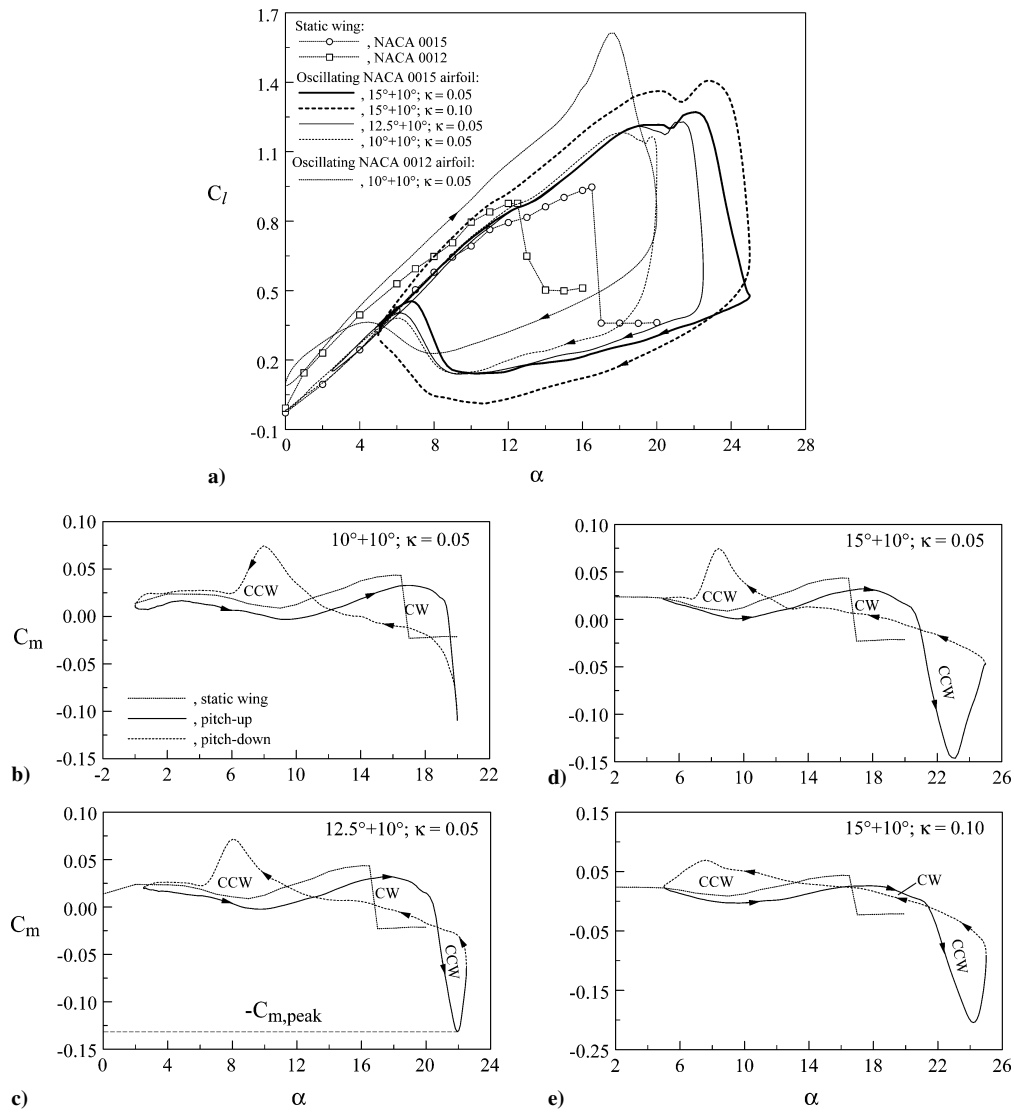 1.7
1.4
1.1
0.8
0.5
0.2
-0.1
C_l
Static wing:
, NACA 0015
, NACA 0012
Oscillating NACA 0015 airfoil:
, 15°+10°; κ = 0.05
, 15°+10°; κ = 0.10
, 12.5°+10°; κ = 0.05
, 10°+10°; κ = 0.05
Oscillating NACA 0012 airfoil:
, 10°+10°; κ = 0.05
0 4 8 12 16 20 24 28
a) α
0.10
0.05
0.00
-0.05
-0.10
-0.15
C_m
10°+10°; κ = 0.05
CCW
CW
, static wing
, pitch-up
, pitch-down
-2 2 6 10 14 18 22
b)
0.10
0.05
0.00
-0.05
-0.10
-0.15
15°+10°; κ = 0.05
CCW
CW
CCW
2 6 10 14 18 22 26
d)
0.10
0.05
0.00
-0.05
-0.10
-0.15
C_m
12.5°+10°; κ = 0.05
CCW
CW
CCW
-C_m,peak
0 4 8 12 16 20 24
c) α
0.15
0.05
-0.05
-0.15
-0.25
15°+10°; κ = 0.10
CCW
CW
CCW
2 6 10 14 18 22 26
e) α